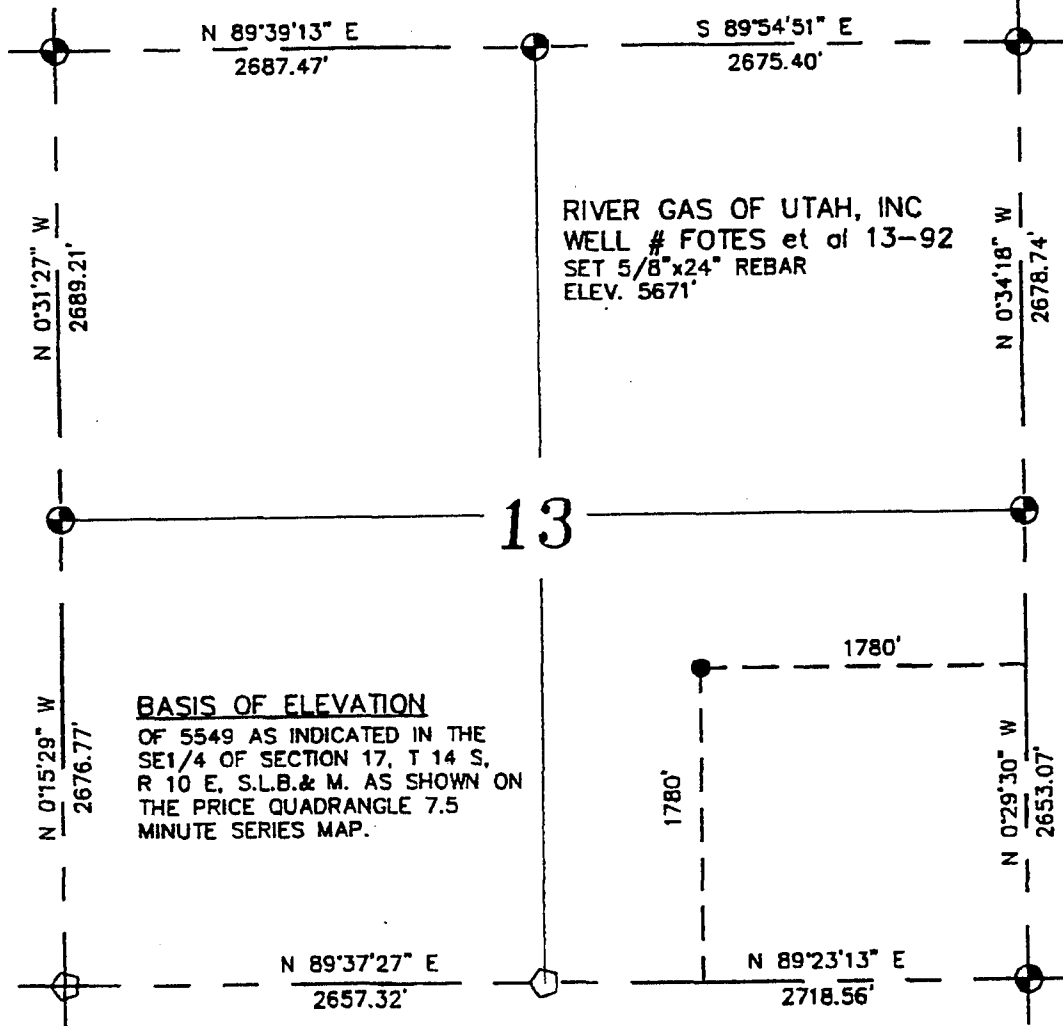 N 89°39'13" E
2687.47'
S 89°54'51" E
2675.40'
N 0°31'27" W
2689.21'
RIVER GAS OF UTAH, INC
WELL # FOTES et al 13-92
SET 5/8"x24" REBAR
ELEV. 5671'
N 0°34'18" W
2678.74'
13
1780'
1780'
BASIS OF ELEVATION
OF 5549 AS INDICATED IN THE
SE1/4 OF SECTION 17, T 14 S,
R 10 E, S.L.B.& M. AS SHOWN ON
THE PRICE QUADRANGLE 7.5
MINUTE SERIES MAP.
N 0°15'29" W
2676.77'
N 0°29'30" W
2653.07'
N 89°37'27" E
2657.32'
N 89°23'13" E
2718.56'